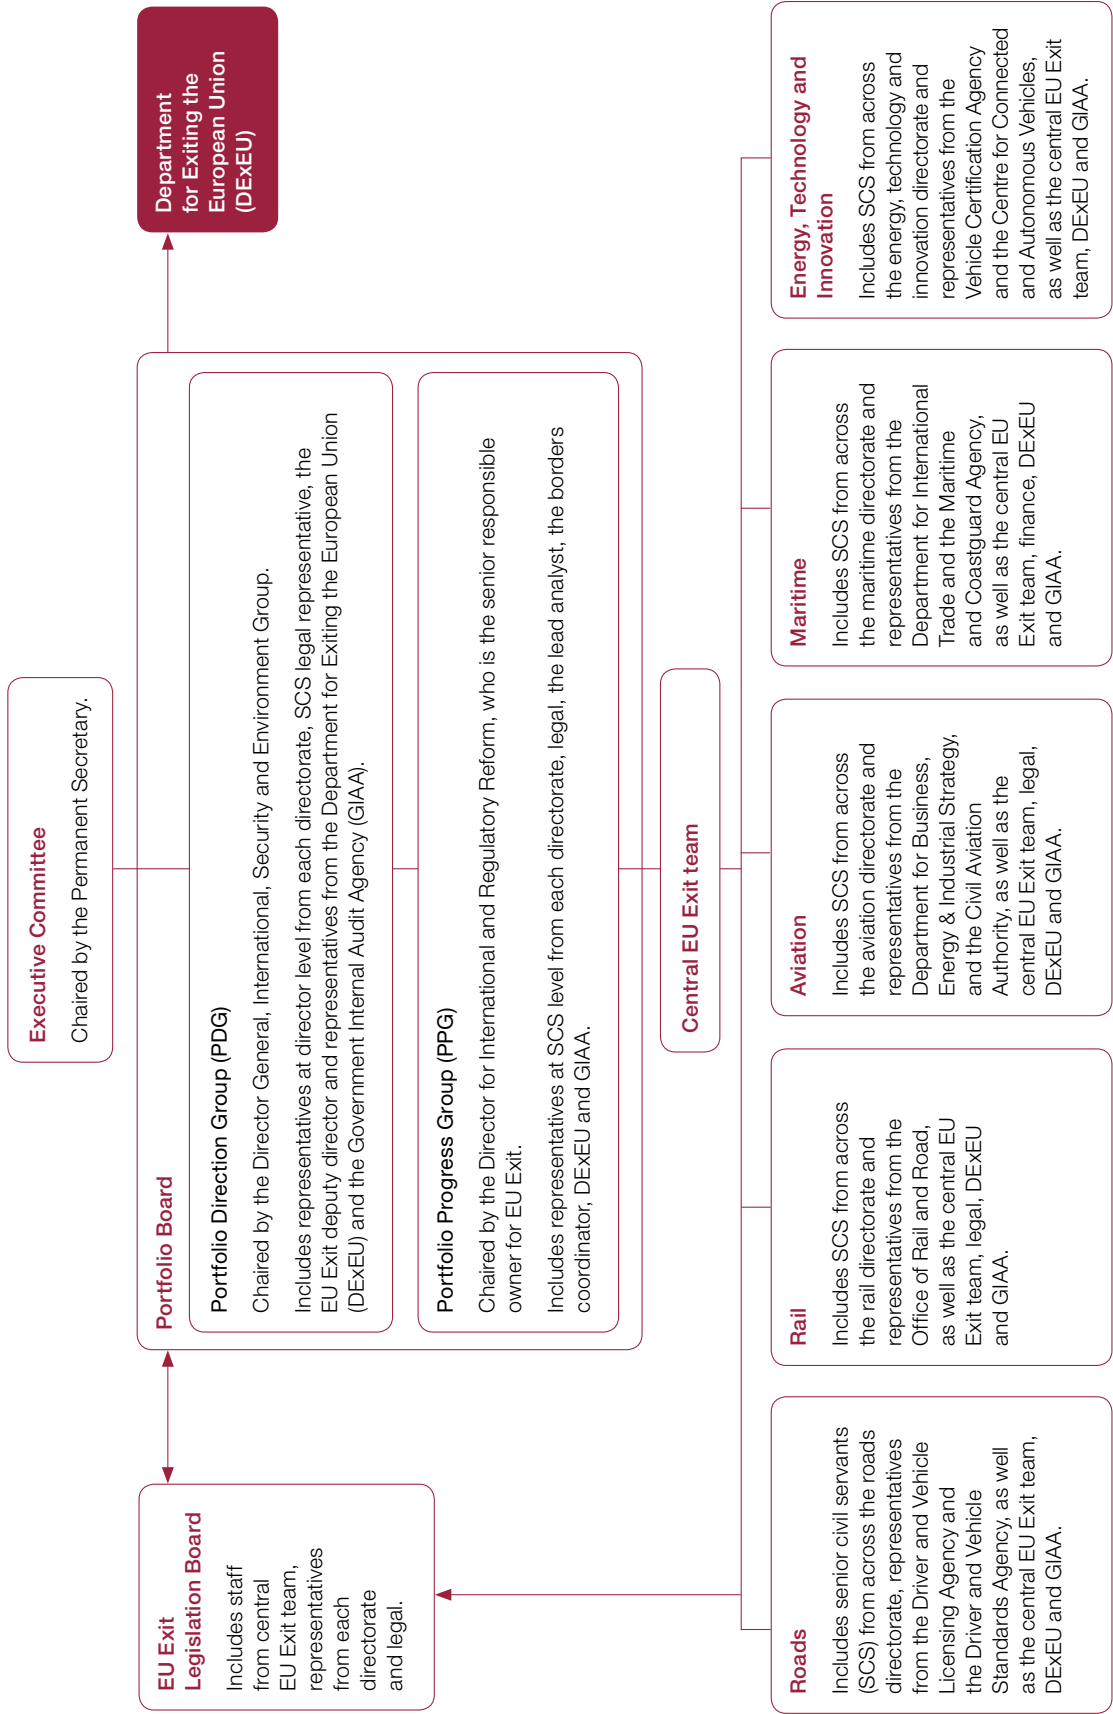 Executive Committee
Chaired by the Permanent Secretary.
EU Exit
Legislation Board
Includes staff
from central
EU Exit team,
representatives
from each
directorate
and legal.
Portfolio Board
Portfolio Direction Group (PDG)
Chaired by the Director General, International, Security and Environment Group.
Includes representatives at director level from each directorate, SCS legal representative, the
EU Exit deputy director and representatives from the Department for Exiting the European Union
(DExEU) and the Government Internal Audit Agency (GIAA).
Portfolio Progress Group (PPG)
Chaired by the Director for International and Regulatory Reform, who is the senior responsible
owner for EU Exit.
Includes representatives at SCS level from each directorate, legal, the lead analyst, the borders
coordinator, DExEU and GIAA.
Department
for Exiting the
European Union
(DExEU)
Central EU Exit team
Roads
Includes senior civil servants
(SCS) from across the roads
directorate, representatives
from the Driver and Vehicle
Licensing Agency and
the Driver and Vehicle
Standards Agency, as well
as the central EU Exit team,
DExEU and GIAA.
Rail
Includes SCS from across
the rail directorate and
representatives from the
Office of Rail and Road,
as well as the central EU
Exit team, legal, DExEU
and GIAA.
Aviation
Includes SCS from across
the aviation directorate and
representatives from the
Department for Business,
Energy & Industrial Strategy,
and the Civil Aviation
Authority, as well as the
central EU Exit team, legal,
DExEU and GIAA.
Maritime
Includes SCS from across
the maritime directorate and
representatives from the
Department for International
Trade and the Maritime
and Coastguard Agency,
as well as the central EU
Exit team, finance, DExEU
and GIAA.
Energy, Technology and
Innovation
Includes SCS from across
the energy, technology and
innovation directorate and
representatives from the
Vehicle Certification Agency
and the Centre for Connected
and Autonomous Vehicles,
as well as the central EU Exit
team, DExEU and GIAA.